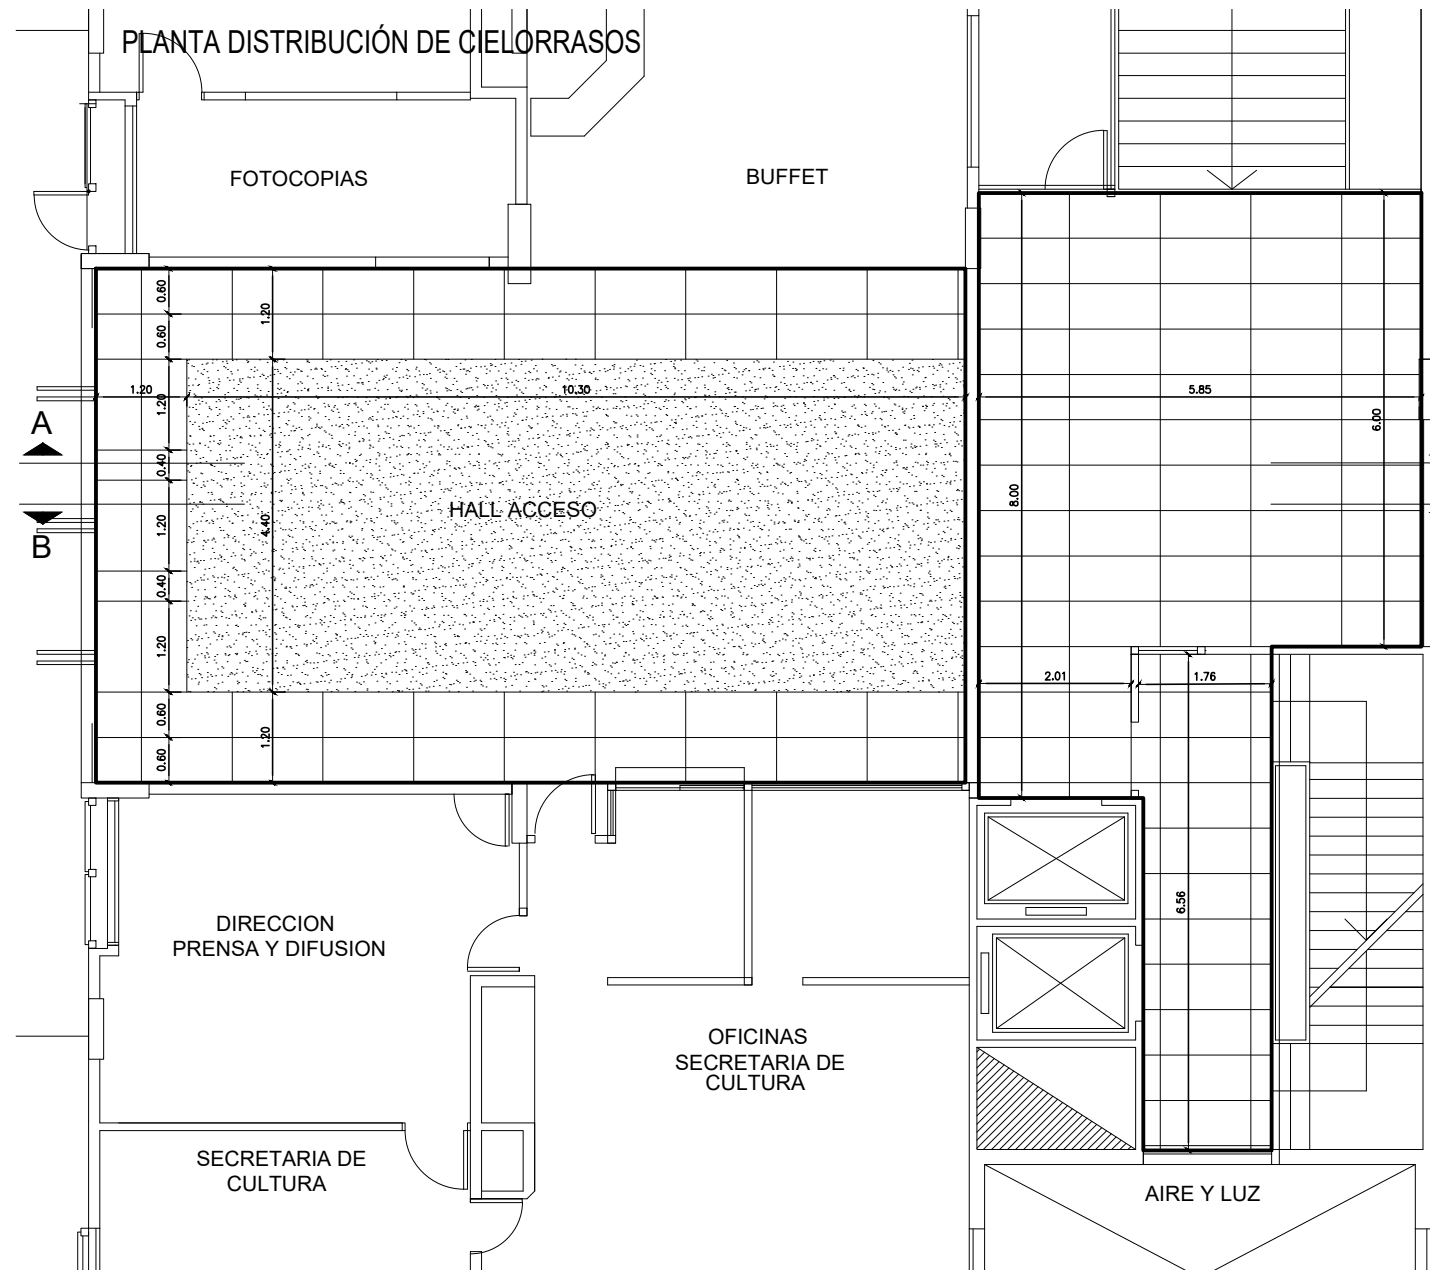 PLANTA DISTRIBUCIÓN DE CIELORRASOS
FOTOCOPIAS
BUFFET
0.60
1.20
0.60
1.20
10.30
5.85
1.20
6.00
A
0.40
8.00
HALL ACCESO
1.20
4.40
B
0.40
1.20
2.01
1.76
0.60
1.20
0.60
6.56
DIRECCION
PRENSA Y DIFUSION
OFICINAS
SECRETARIA DE
CULTURA
SECRETARIA DE
CULTURA
AIRE Y LUZ